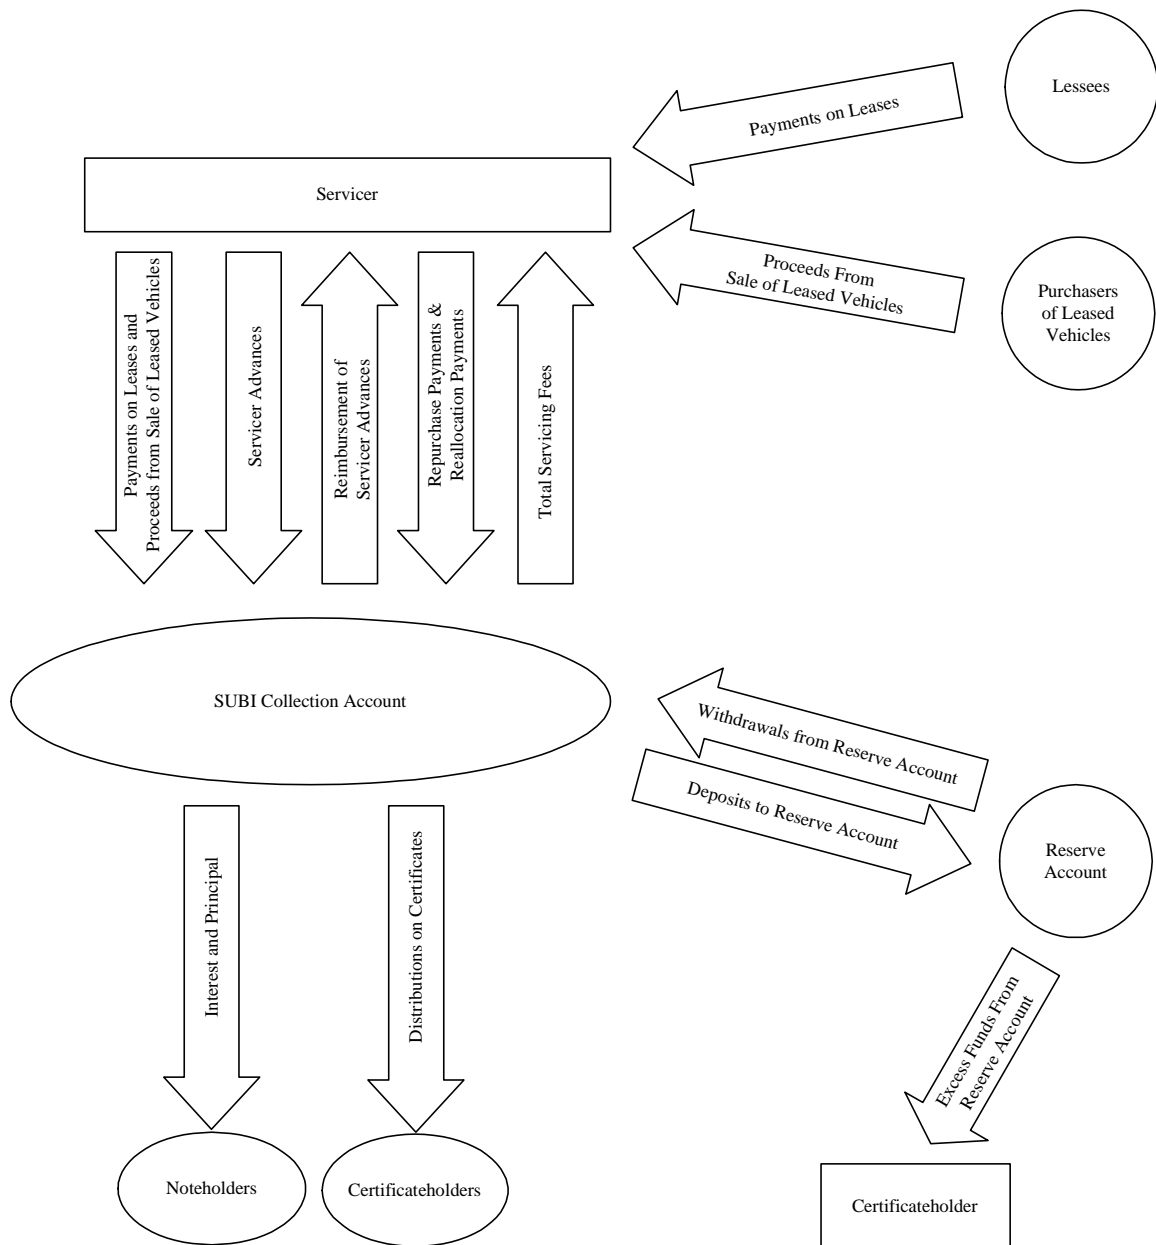 Lessees
Payments on Leases
Servicer
Proceeds From
Sale of Leased Vehicles
Purchasers
of Leased
Vehicles
Payments on Leases and
Proceeds from Sale of Leased Vehicles
Servicer Advances
Reimbursement of
Servicer Advances
Repurchase Payments &
Reallocation Payments
Total Servicing Fees
SUBI Collection Account
Withdrawals from Reserve Account
Deposits to Reserve Account
Reserve
Account
Interest and Principal
Distributions on Certificates
Excess Funds From
Reserve Account
Noteholders
Certificateholders
Certificateholder